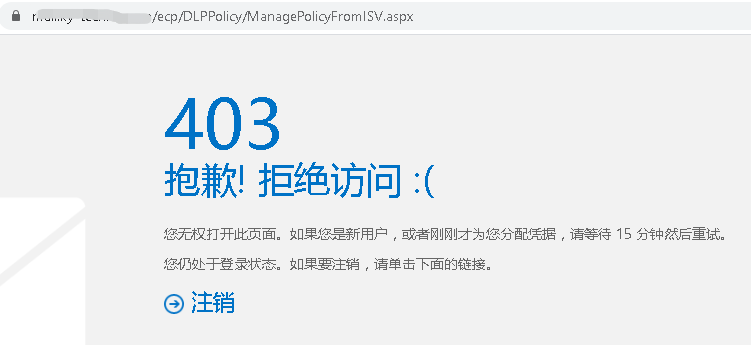 /ecp/DLPPolicy/ManagePolicyFromISV.aspx
403
抱歉! 拒绝访问 :(
您无权打开此页面。如果您是新用户，或者刚刚才为您分配凭据，请等待 15 分钟然后重试。
您仍处于登录状态。如果要注销，请单击下面的链接。
注销